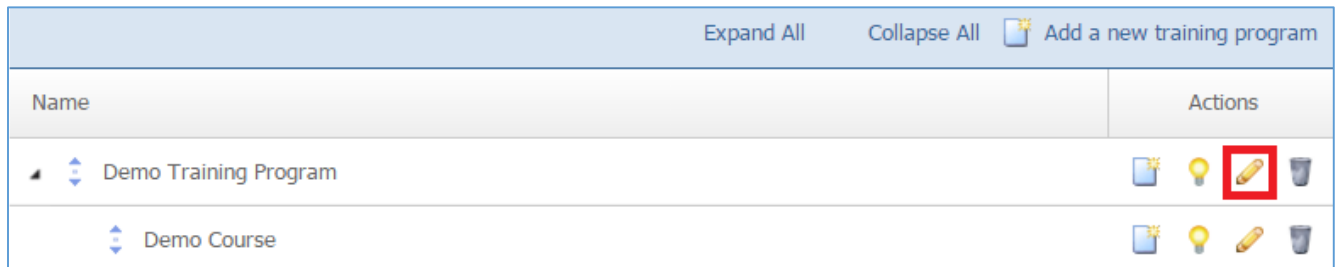 Expand All Collapse All Add a new training program
Name Actions
Demo Training Program
Demo Course